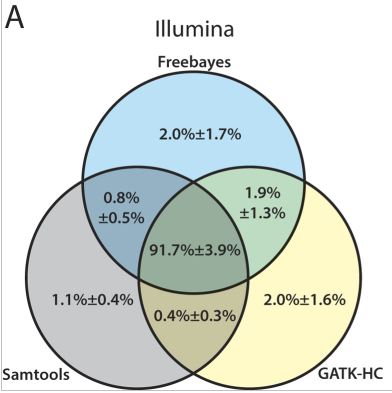 A
Illumina
Freebayes
2.0%±1.7%
0.8%
±0.5%
1.9%
±1.3%
91.7%±3.9%
1.1%±0.4%
2.0%±1.6%
0.4%±0.3%
Samtools
GATK-HC